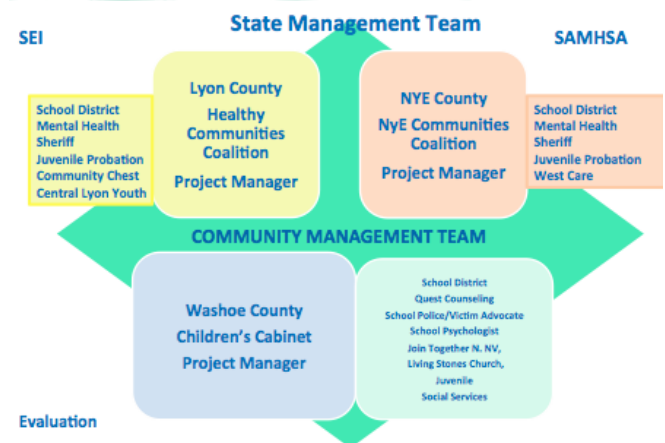 State Management Team
SEI
SAMHSA
Lyon County
Healthy
Communities
Coalition
Project Manager
School District
Mental Health
Sheriff
Juvenile Probation
Community Chest
Central Lyon Youth
NYE County
NyE Communities
Coalition
Project Manager
School District
Mental Health
Sheriff
Juvenile Probation
West Care
COMMUNITY MANAGEMENT TEAM
Washoe County
Children's Cabinet
Project Manager
School District
Quest Counseling
School Police/Victim Advocate
School Psychologist
Join Together N. NV,
Living Stones Church,
Juvenile
Social Services
Evaluation